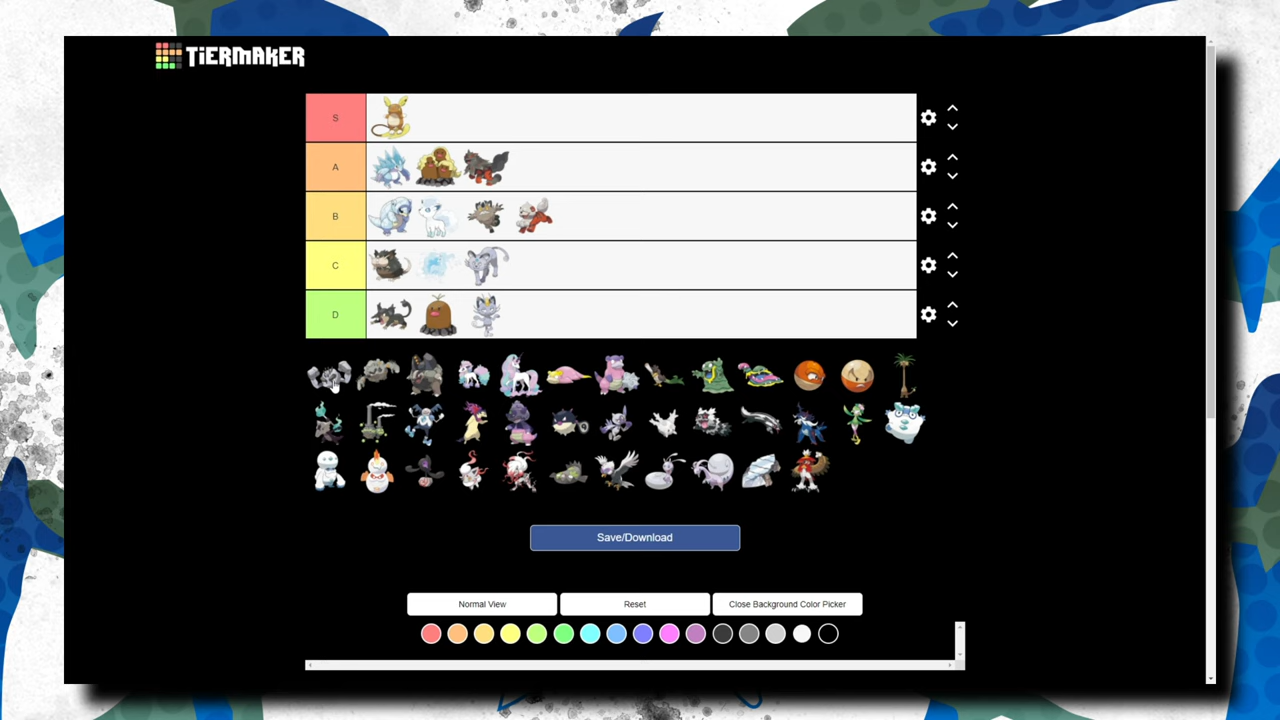 TiERMAKER
S
A
B
C
D
Save/Download
Normal View
Reset
Close Background Color Picker